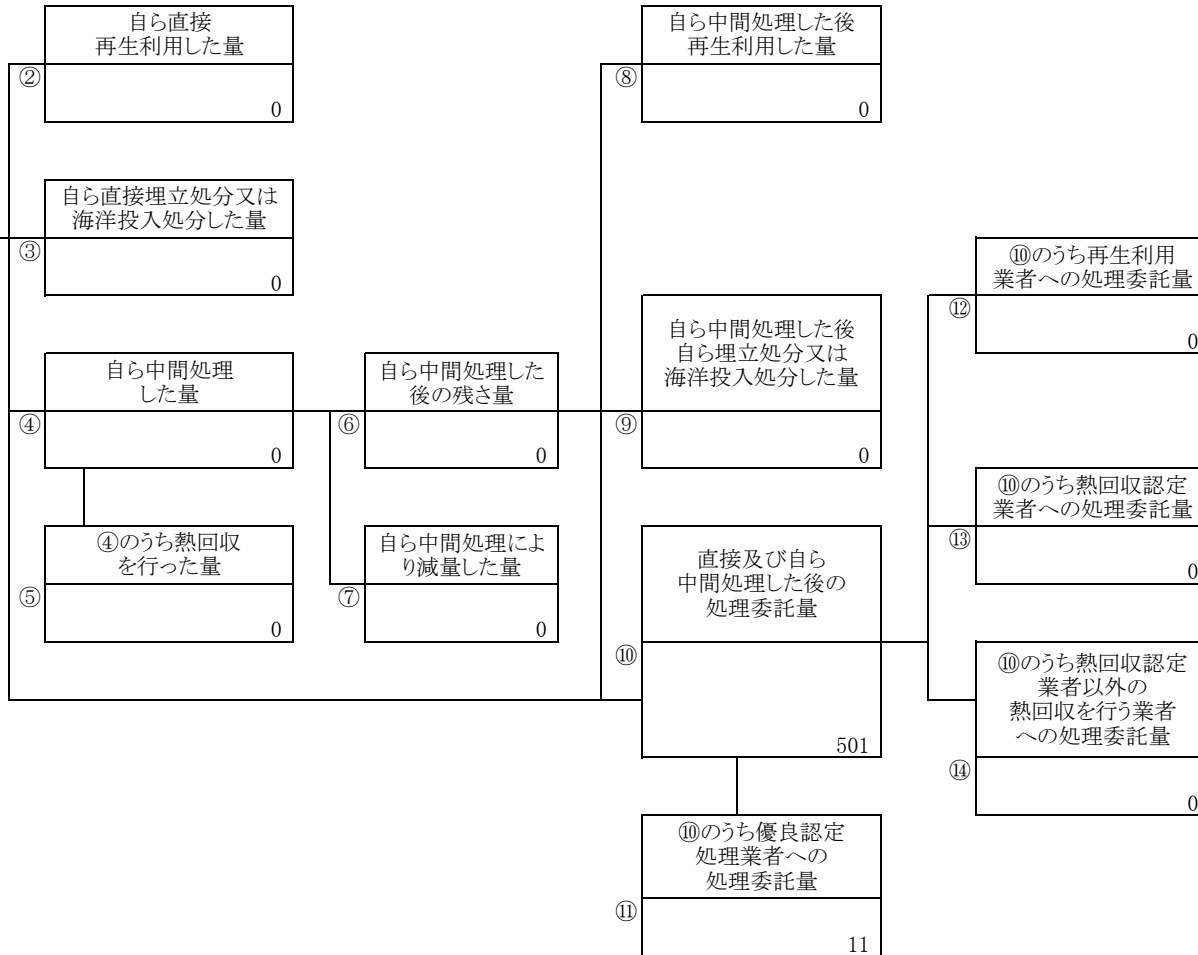 自ら直接
再生利用した量
②
0
自ら直接埋立処分又は
海洋投入処分した量
③
0
自ら中間処理
した量
④
0
④のうち熱回収
を行った量
⑤
0
自ら中間処理した
後の残さ量
⑥
0
自ら中間処理によ
り減量した量
⑦
0
自ら中間処理した後
再生利用した量
⑧
0
自ら中間処理した後
自ら埋立処分又は
海洋投入処分した量
⑨
0
直接及び自ら
中間処理した後の
処理委託量
⑩
501
⑩のうち優良認定
処理業者への
処理委託量
⑪
11
⑩のうち再生利用
業者への処理委託量
⑫
0
⑩のうち熱回収認定
業者への処理委託量
⑬
0
⑩のうち熱回収認定
業者以外の
熱回収を行う業者
への処理委託量
⑭
0